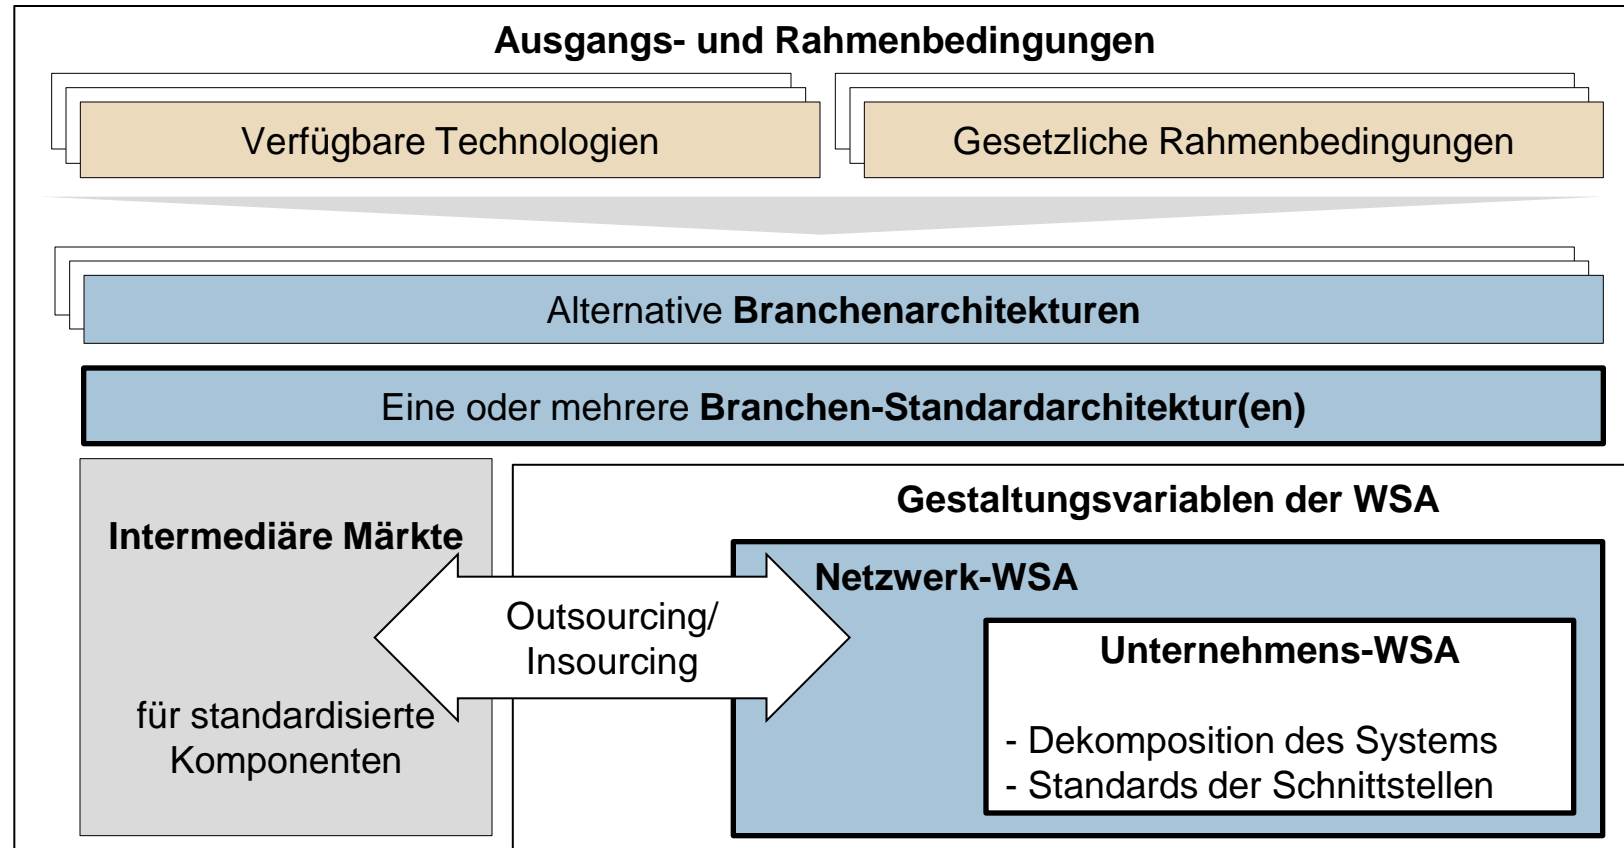 Ausgangs- und Rahmenbedingungen
Verfügbare Technologien
Gesetzliche Rahmenbedingungen
Alternative Branchenarchitekturen
Eine oder mehrere Branchen-Standardarchitektur(en)
Intermediäre Märkte
für standardisierte
Komponenten
Outsourcing/
Insourcing
Gestaltungsvariablen der WSA
Netzwerk-WSA
Unternehmens-WSA
- Dekomposition des Systems
- Standards der Schnittstellen